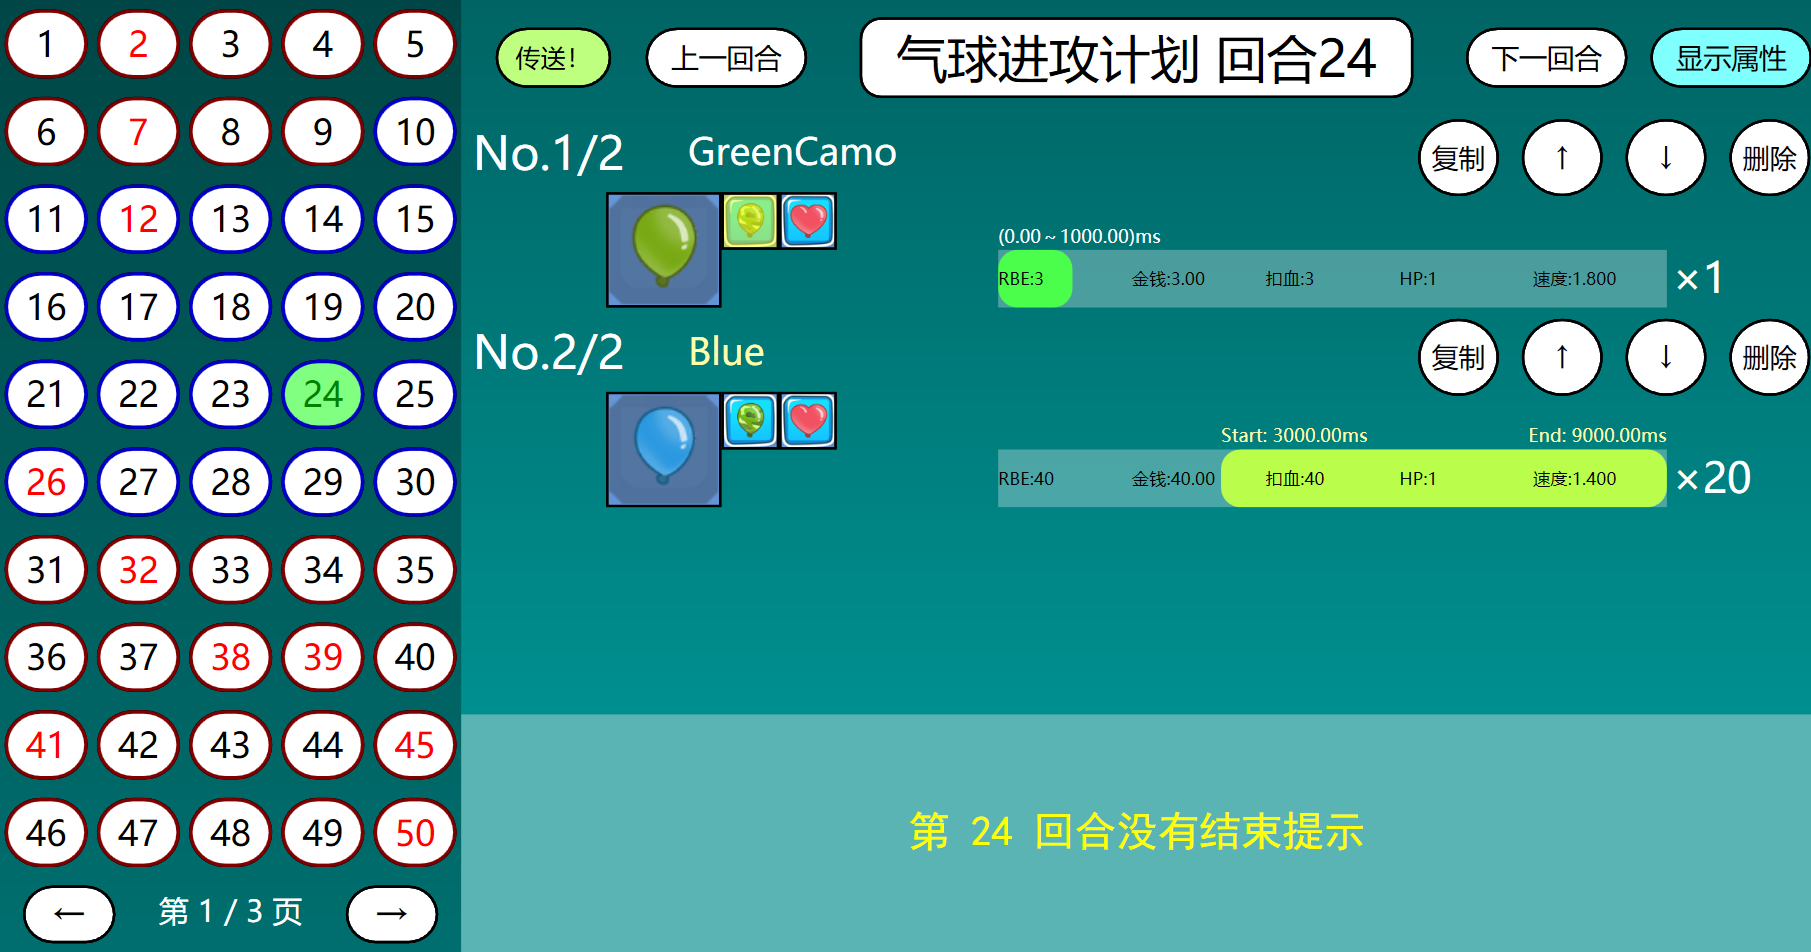 1 2 3 4 5
6 7 8 9 10
11 12 13 14 15
16 17 18 19 20
21 22 23 24 25
26 27 28 29 30
31 32 33 34 35
36 37 38 39 40
41 42 43 44 45
46 47 48 49 50
← 第 1 / 3 页 →
传送! 上一回合 气球进攻计划 回合24 下一回合 显示属性
No.1/2 GreenCamo 复制 ↑ ↓ 删除
(0.00 ~ 1000.00)ms
RBE:3 金钱:3.00 扣血:3 HP:1 速度:1.800 ×1
No.2/2 Blue 复制 ↑ ↓ 删除
Start: 3000.00ms End: 9000.00ms
RBE:40 金钱:40.00 扣血:40 HP:1 速度:1.400 ×20
第 24 回合没有结束提示